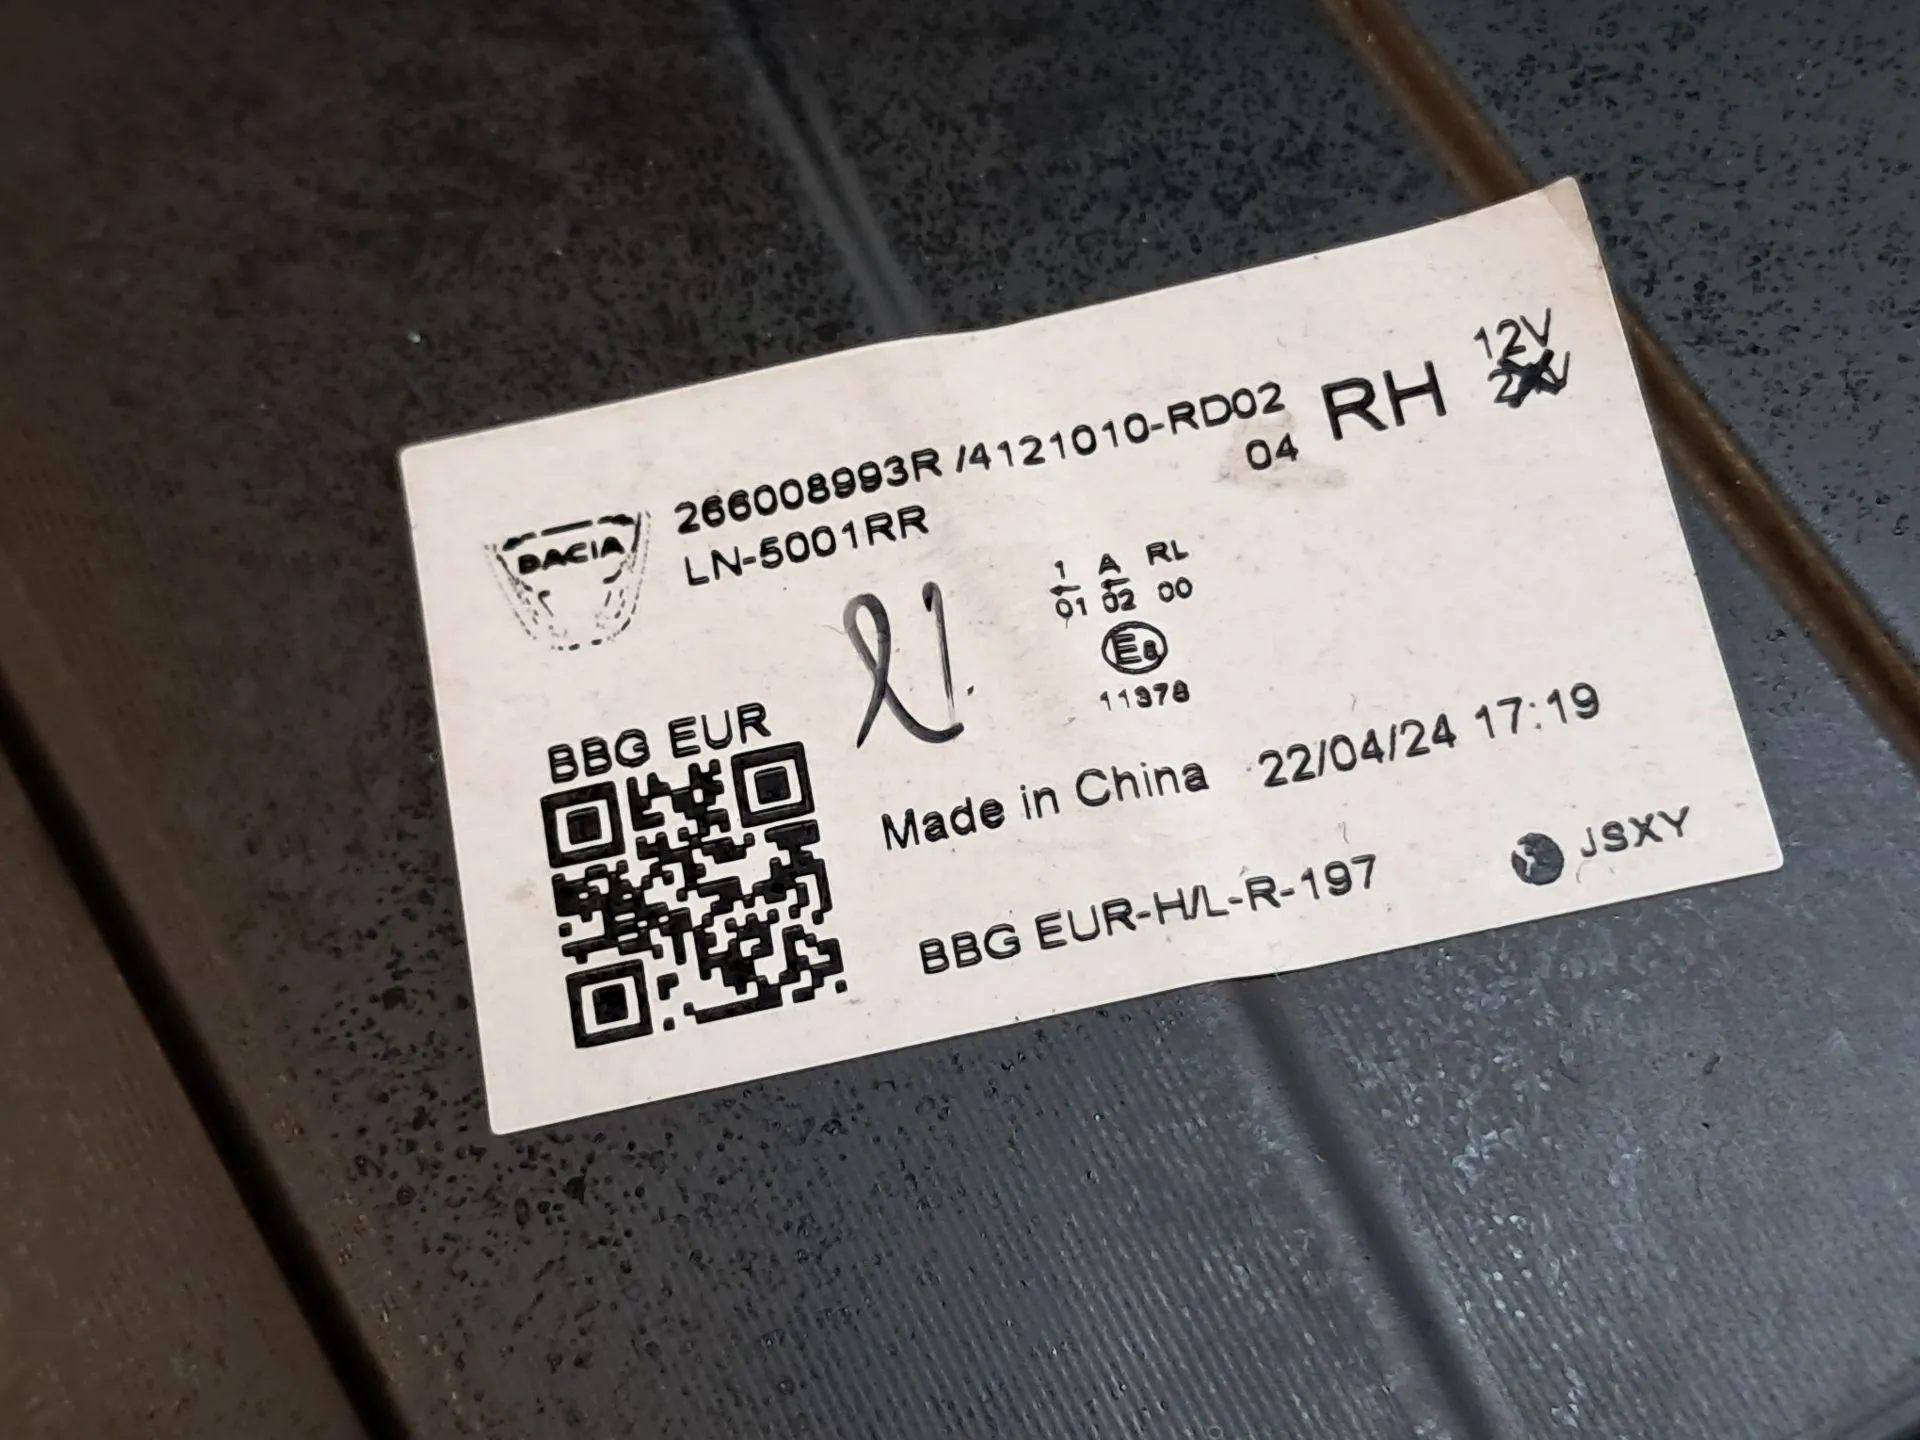 266008993R /4121010-RD02
04
RH
12V
DACIA
LN-5001RR
1 A RL
01 02 00
E8
11378
BBG EUR
Made in China 22/04/24 17:19
BBG EUR-H/L-R-197
JSXY